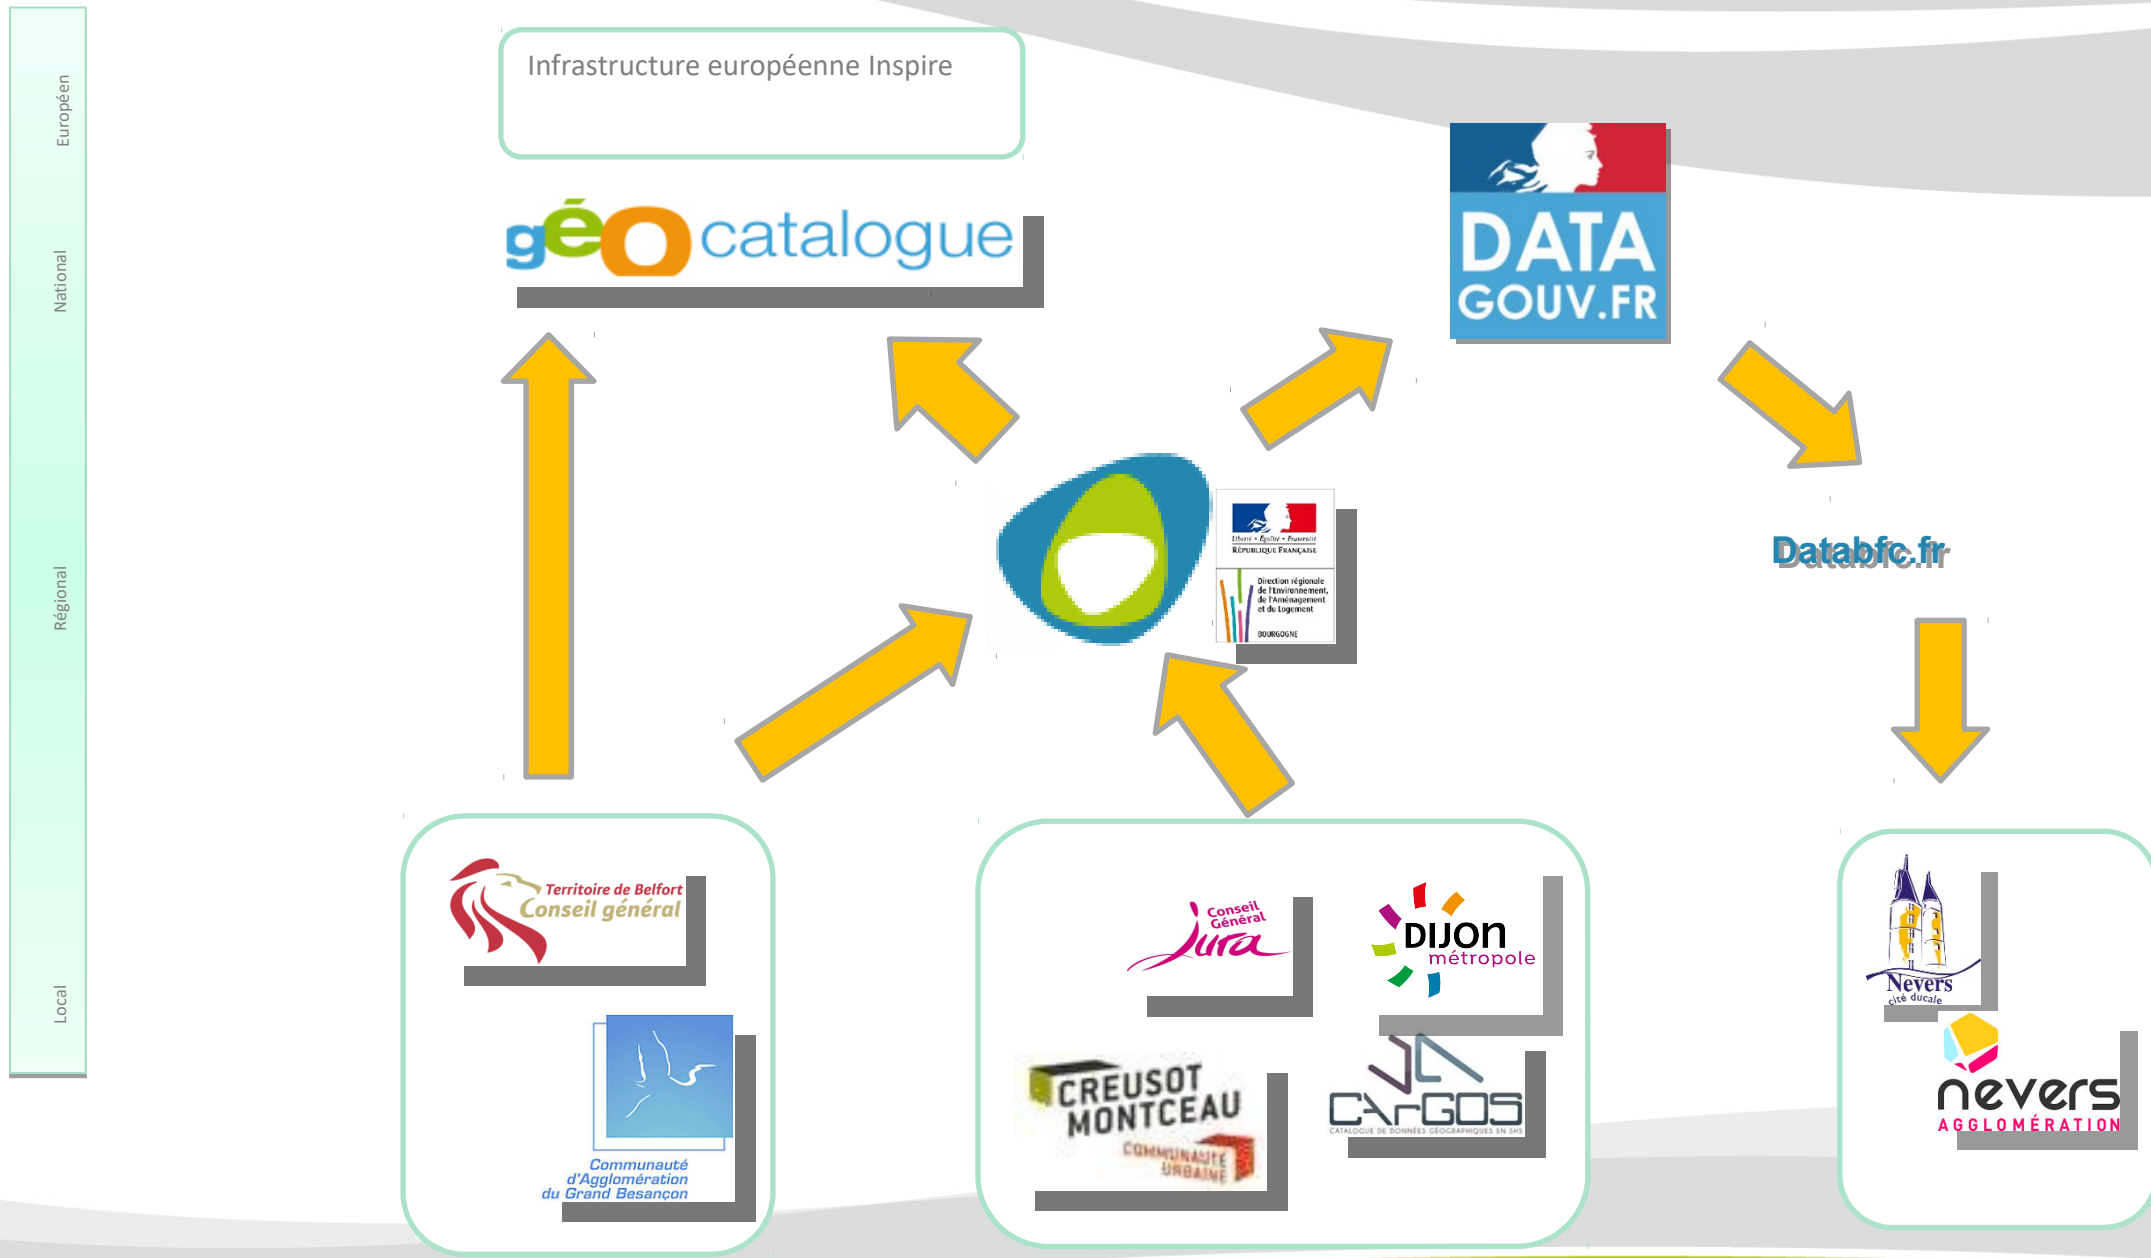 Européen
National
Régional
Local
Infrastructure européenne Inspire
géo catalogue
DATA
GOUV.FR
Liberté • Égalité • Fraternité
RÉPUBLIQUE FRANÇAISE
Direction régionale
de l'Environnement,
de l'Aménagement
et du Logement
BOURGOGNE
Databfc.fr
Territoire de Belfort
Conseil général
Communauté
d'Agglomération
du Grand Besançon
Conseil
Général
Jura
DIJON
métropole
CREUSOT
MONTCEAU
COMMUNAUTÉ
URBAINE
CArGOS
CATALOGUE DE DONNÉES GÉOGRAPHIQUES EN SHS
Nevers
cité ducale
nevers
AGGLOMÉRATION